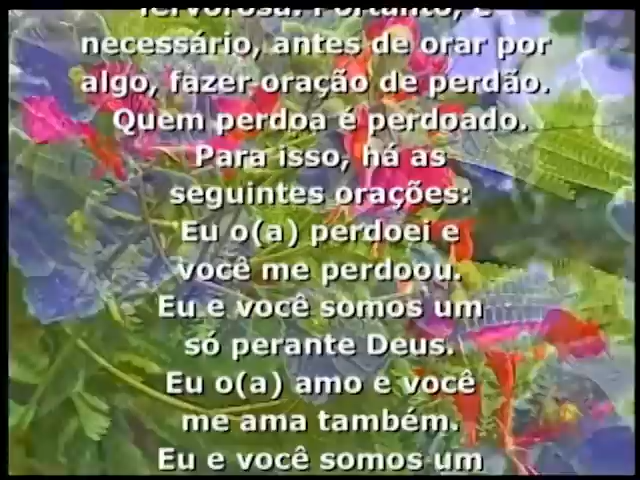 fervorosa. Portanto, é
necessário, antes de orar por
algo, fazer oração de perdão.
Quem perdoa é perdoado.
Para isso, há as
seguintes orações:
Eu o(a) perdoei e
você me perdoou.
Eu e você somos um
só perante Deus.
Eu o(a) amo e você
me ama também.
Eu e você somos um